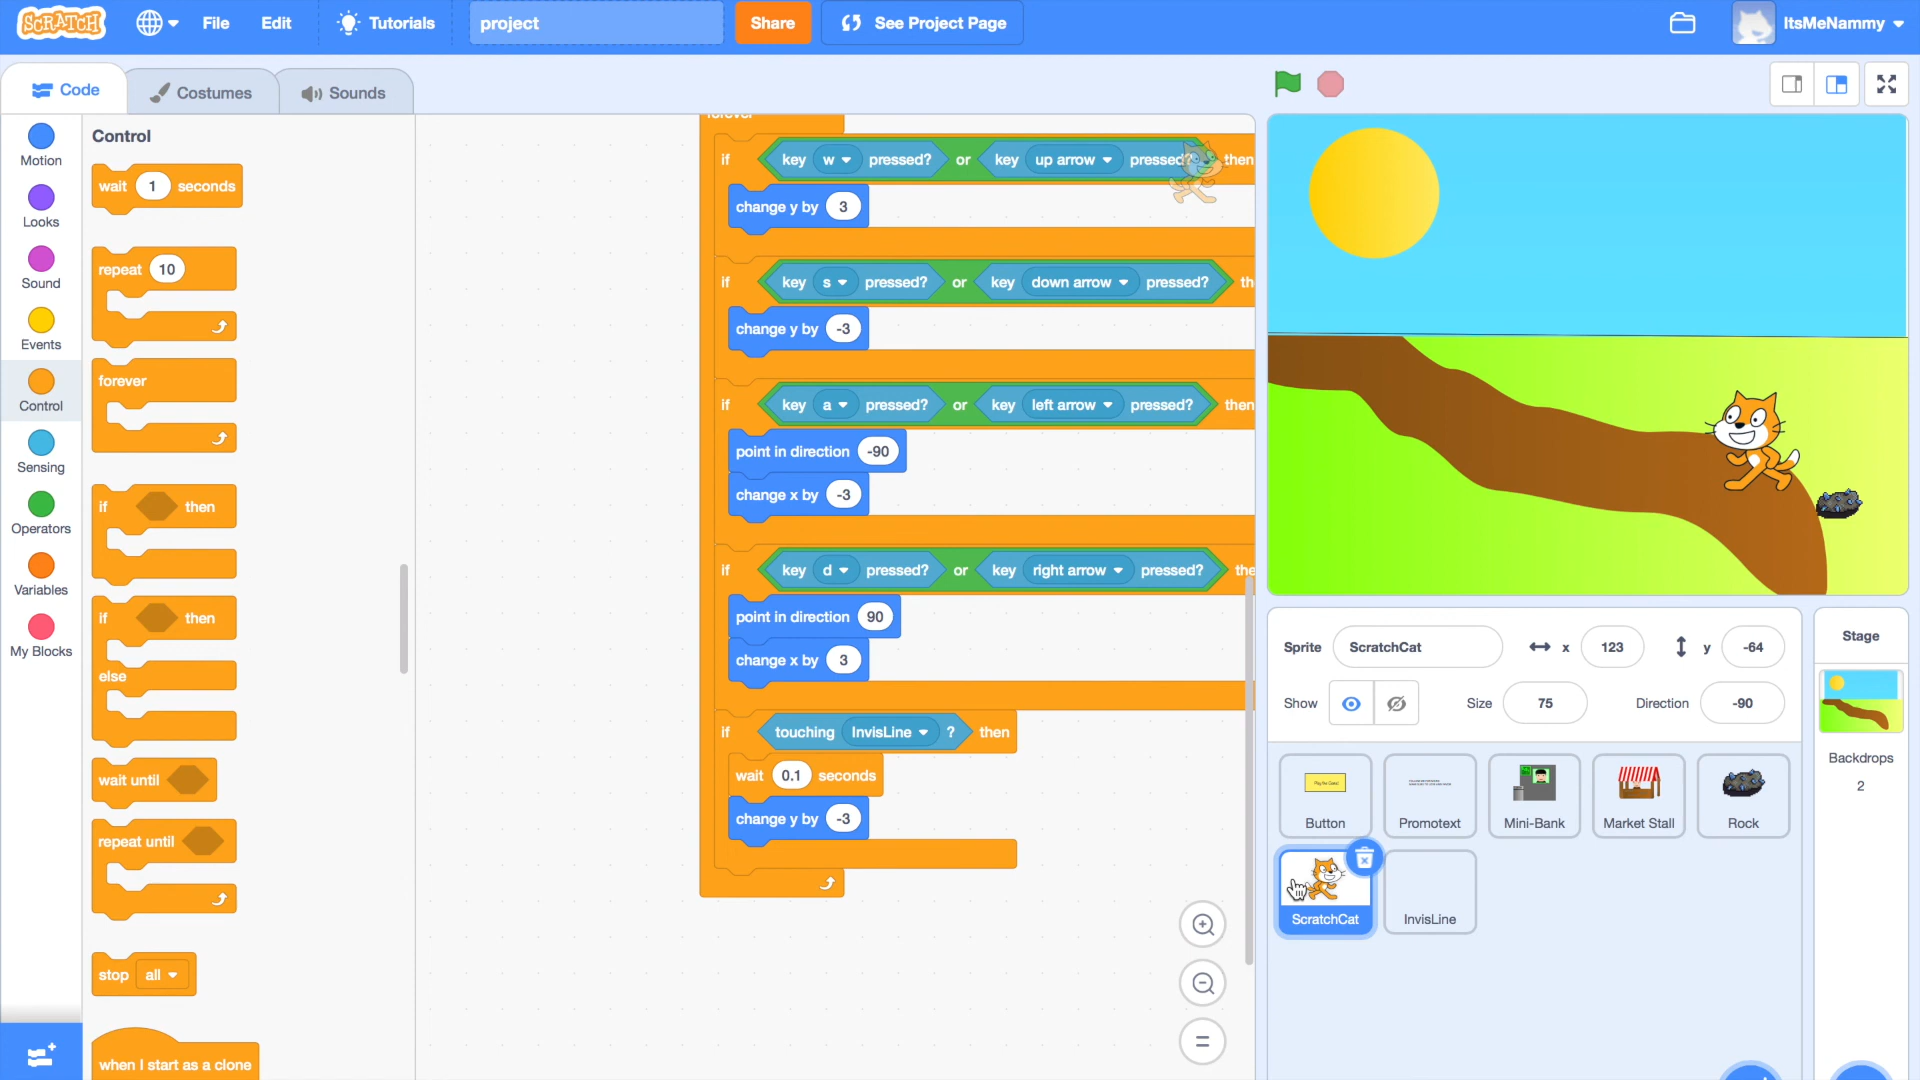 SCRATCH File Edit Tutorials project Share See Project Page ItsMeNammy
Code Costumes Sounds
Motion
Looks
Sound
Events
Control
Sensing
Operators
Variables
My Blocks
Control
wait 1 seconds
repeat 10
forever
if then
if then
else
wait until
repeat until
stop all
when I start as a clone
forever
if key w pressed? or key up arrow pressed? then
change y by 3
if key s pressed? or key down arrow pressed? th
change y by -3
if key a pressed? or key left arrow pressed? then
point in direction -90
change x by -3
if key d pressed? or key right arrow pressed? the
point in direction 90
change x by 3
if touching InvisLine ? then
wait 0.1 seconds
change y by -3
Sprite ScratchCat x 123 y -64
Show Size 75 Direction -90
Button Promotext Mini-Bank Market Stall Rock
ScratchCat InvisLine
Stage
Backdrops
2